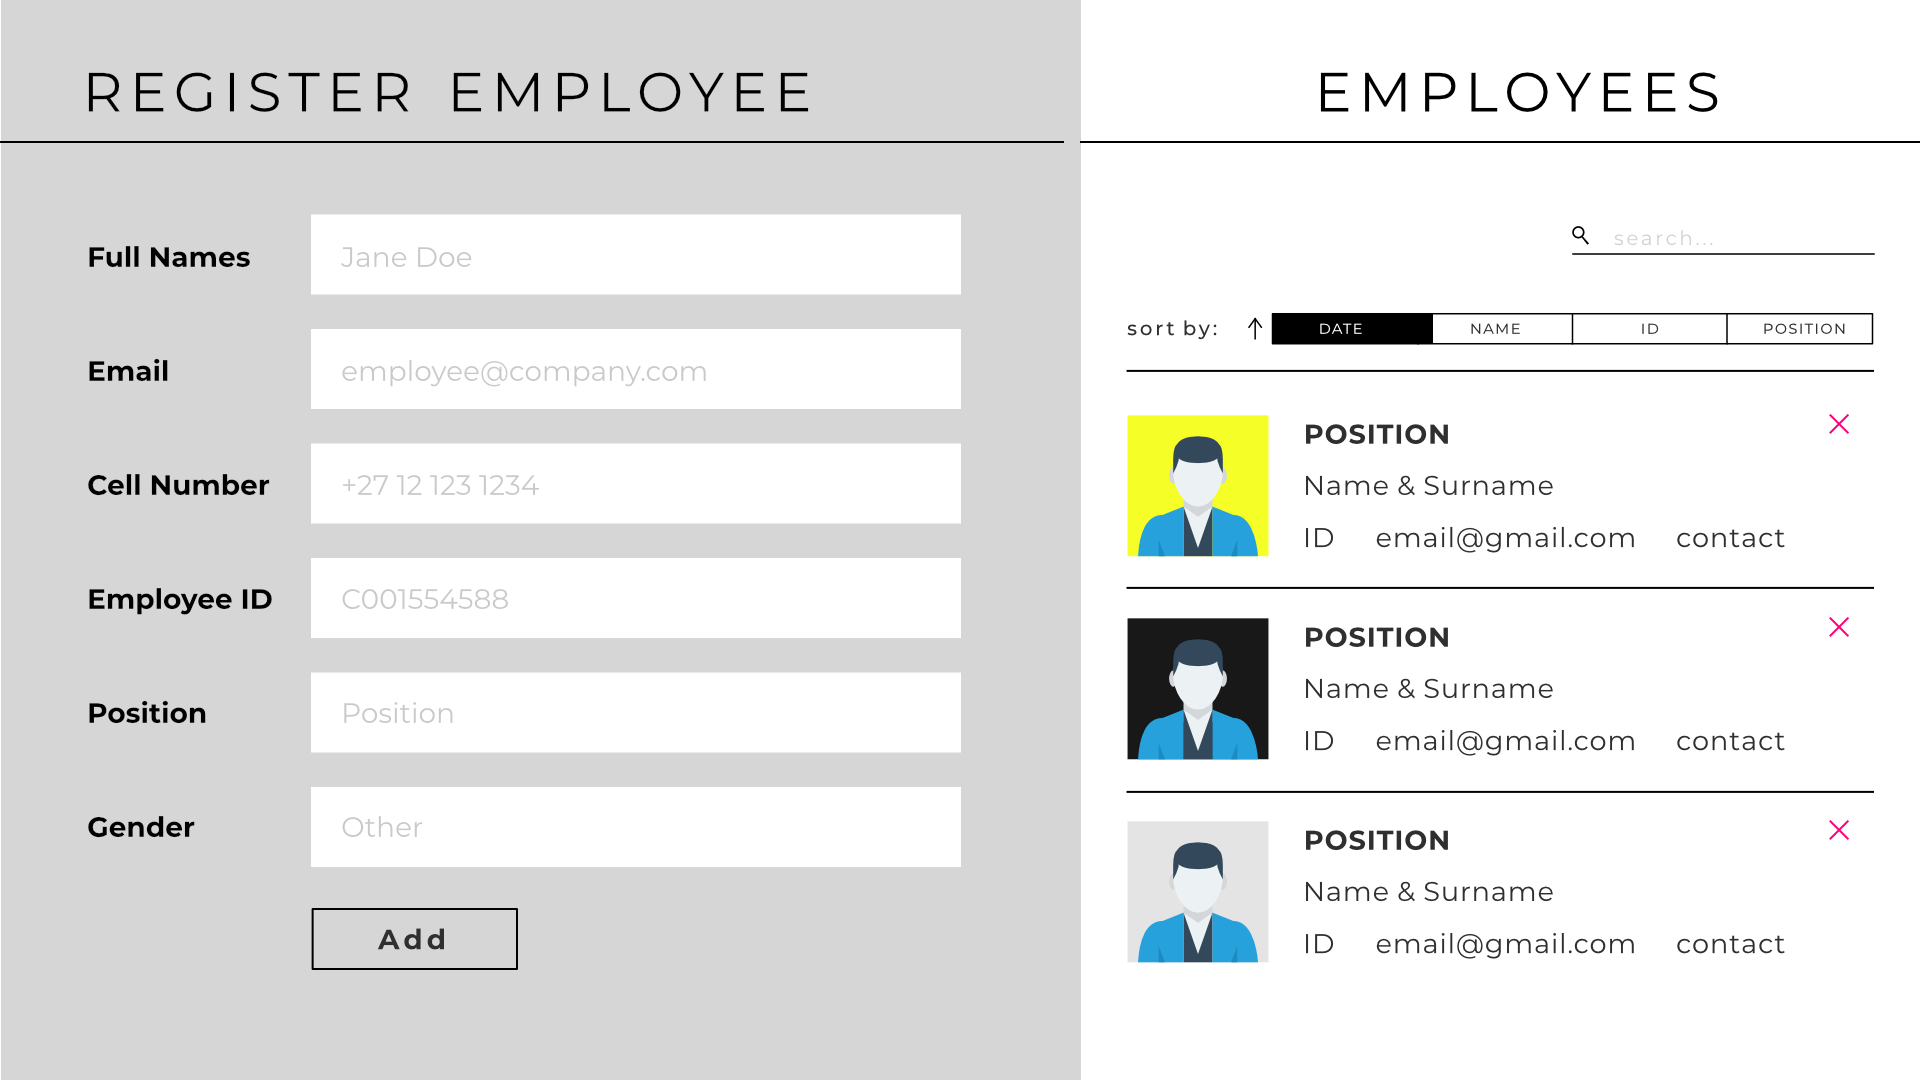 REGISTER EMPLOYEE
Full Names
Jane Doe
Email
employee@company.com
Cell Number
+27 12 123 1234
Employee ID
C001554588
Position
Position
Gender
Other
Add
EMPLOYEES
search...
sort by:
DATE
NAME
ID
POSITION
POSITION
Name & Surname
ID email@gmail.com contact
POSITION
Name & Surname
ID email@gmail.com contact
POSITION
Name & Surname
ID email@gmail.com contact